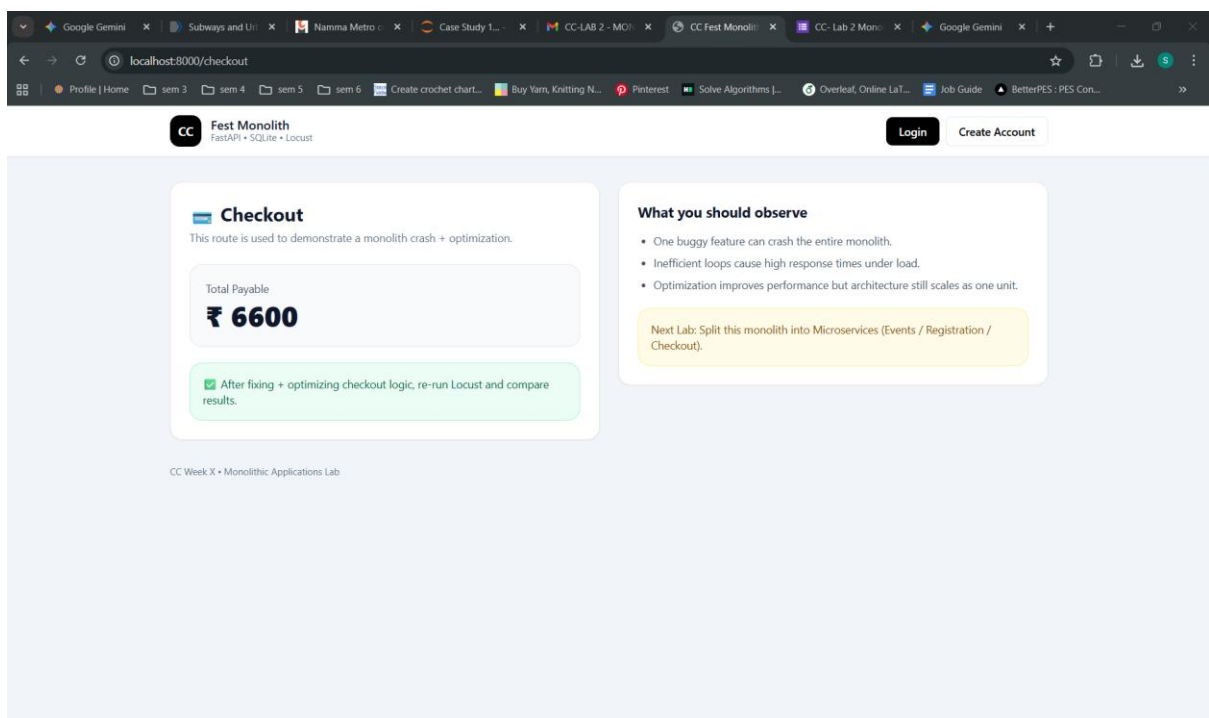 Google Gemini
Subways and Ur
Namma Metro c
Case Study 1... -
CC-LAB 2 - MON
CC Fest Monolit
CC- Lab 2 Mono
Google Gemini
localhost:8000/checkout
S
Profile | Home
sem 3
sem 4
sem 5
sem 6
Create crochet chart...
Buy Yarn, Knitting N...
Pinterest
Solve Algorithms |...
Overleaf, Online LaT...
Job Guide
BetterPES : PES Con...
CC
Fest Monolith
FastAPI • SQLite • Locust
Login
Create Account
Checkout
This route is used to demonstrate a monolith crash + optimization.
Total Payable
₹ 6600
After fixing + optimizing checkout logic, re-run Locust and compare
results.
What you should observe
• One buggy feature can crash the entire monolith.
• Inefficient loops cause high response times under load.
• Optimization improves performance but architecture still scales as one unit.
Next Lab: Split this monolith into Microservices (Events / Registration /
Checkout).
CC Week X • Monolithic Applications Lab